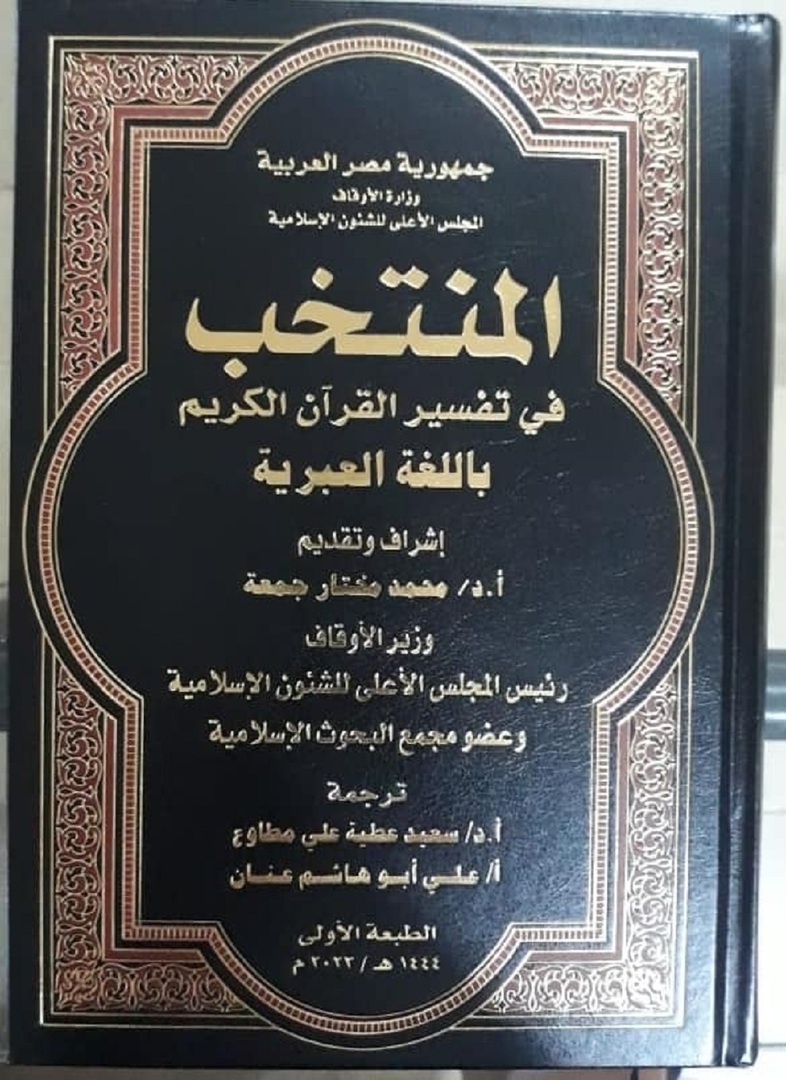 جمهورية مصر العربية
وزارة الأوقاف
المجلس الأعلى للشئون الإسلامية
المنتخب
في تفسير القرآن الكريم
باللغة العبرية
إشراف وتقديم
أ.د/ محمد مختار جمعة
وزير الأوقاف
رئيس المجلس الأعلى للشئون الإسلامية
وعضو مجمع البحوث الإسلامية
ترجمة
أ.د/ سعيد عطية علي مطاوع
أ/ علي أبو هاشم عنان
الطبعة الأولى
١٤٤٤ هـ / ٢٠٢٣ م